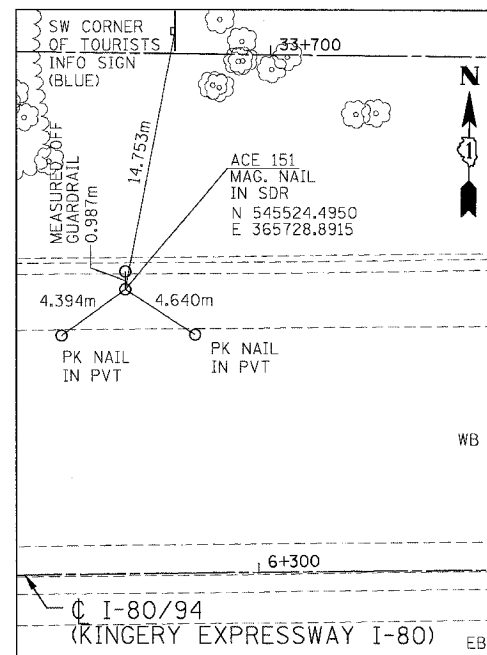 SW CORNER
OF TOURISTS
INFO SIGN
(BLUE)
33+700
N
1
14.753m
MEASURED OFF
GUARDRAIL
0.987m
ACE 151
MAG. NAIL
IN SDR
N 545524.4950
E 365728.8915
4.394m
4.640m
PK NAIL
IN PVT
PK NAIL
IN PVT
WB
6+300
℄ I-80/94
(KINGERY EXPRESSWAY I-80)
EB